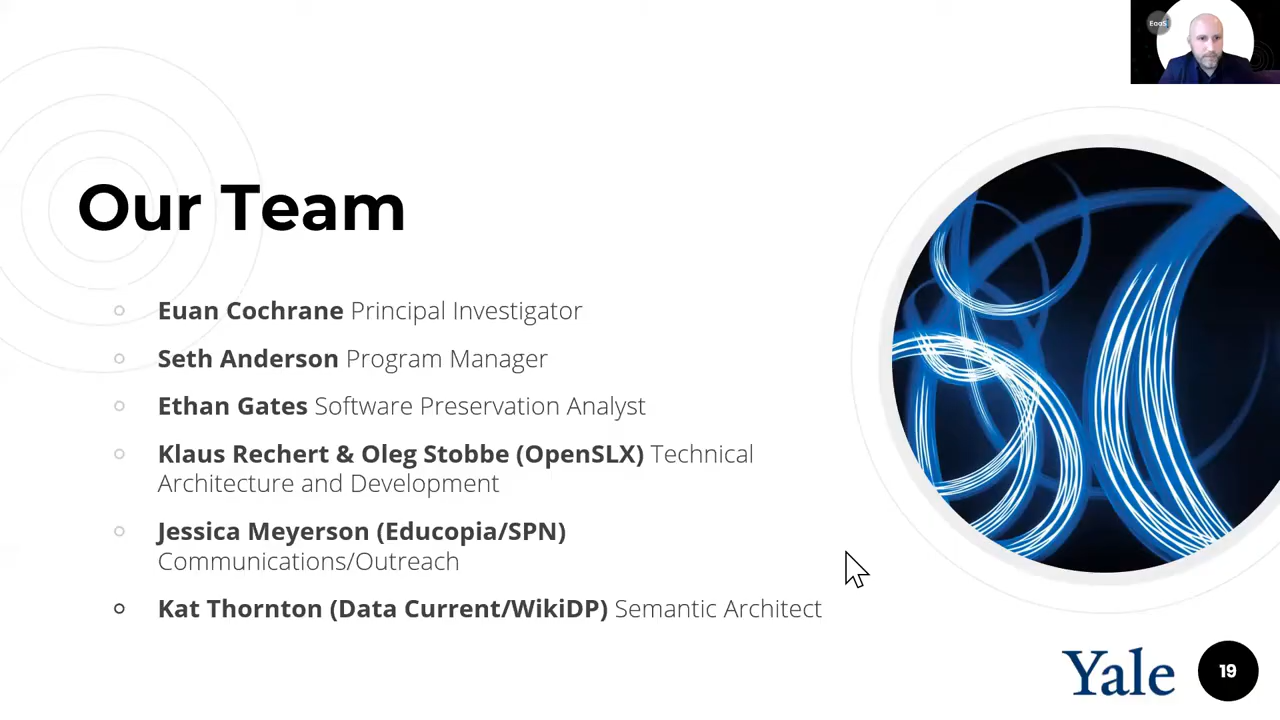 EaaS
Our Team
Euan Cochrane Principal Investigator
Seth Anderson Program Manager
Ethan Gates Software Preservation Analyst
Klaus Rechert & Oleg Stobbe (OpenSLX) Technical
Architecture and Development
Jessica Meyerson (Educopia/SPN)
Communications/Outreach
Kat Thornton (Data Current/WikiDP) Semantic Architect
Yale
19